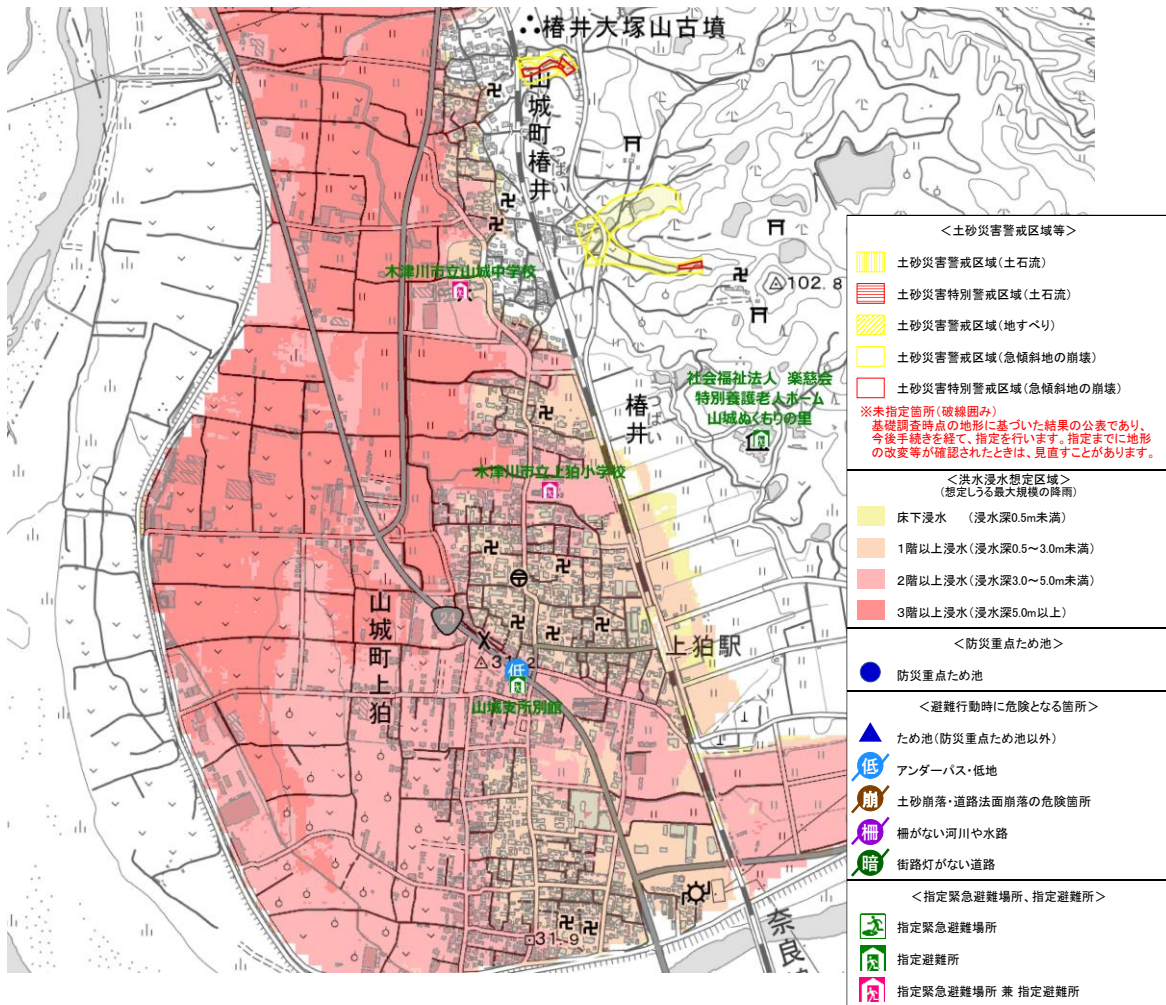 椿井大塚山古墳
山城町椿井
つばい
木津川市立山城中学校
102.8
社会福祉法人 楽慈会
特別養護老人ホーム
山城ぬくもりの里
椿井
つばい
木津川市立上狛小学校
山城町上狛
24
上狛駅
低
山城支所別館
31.9
奈良
＜土砂災害警戒区域等＞
土砂災害警戒区域(土石流)
土砂災害特別警戒区域(土石流)
土砂災害警戒区域(地すべり)
土砂災害警戒区域(急傾斜地の崩壊)
土砂災害特別警戒区域(急傾斜地の崩壊)
※未指定箇所(破線囲み)
基礎調査時点の地形に基づいた結果の公表であり、
今後手続きを経て、指定を行います。指定までに地形
の改変等が確認されたときは、見直すことがあります。
＜洪水浸水想定区域＞
(想定しうる最大規模の降雨)
床下浸水　(浸水深0.5m未満)
1階以上浸水(浸水深0.5～3.0m未満)
2階以上浸水(浸水深3.0～5.0m未満)
3階以上浸水(浸水深5.0m以上)
＜防災重点ため池＞
防災重点ため池
＜避難行動時に危険となる箇所＞
ため池(防災重点ため池以外)
低 アンダーパス・低地
崩 土砂崩落・道路法面崩落の危険箇所
柵 柵がない河川や水路
暗 街路灯がない道路
＜指定緊急避難場所、指定避難所＞
指定緊急避難場所
指定避難所
指定緊急避難場所 兼 指定避難所